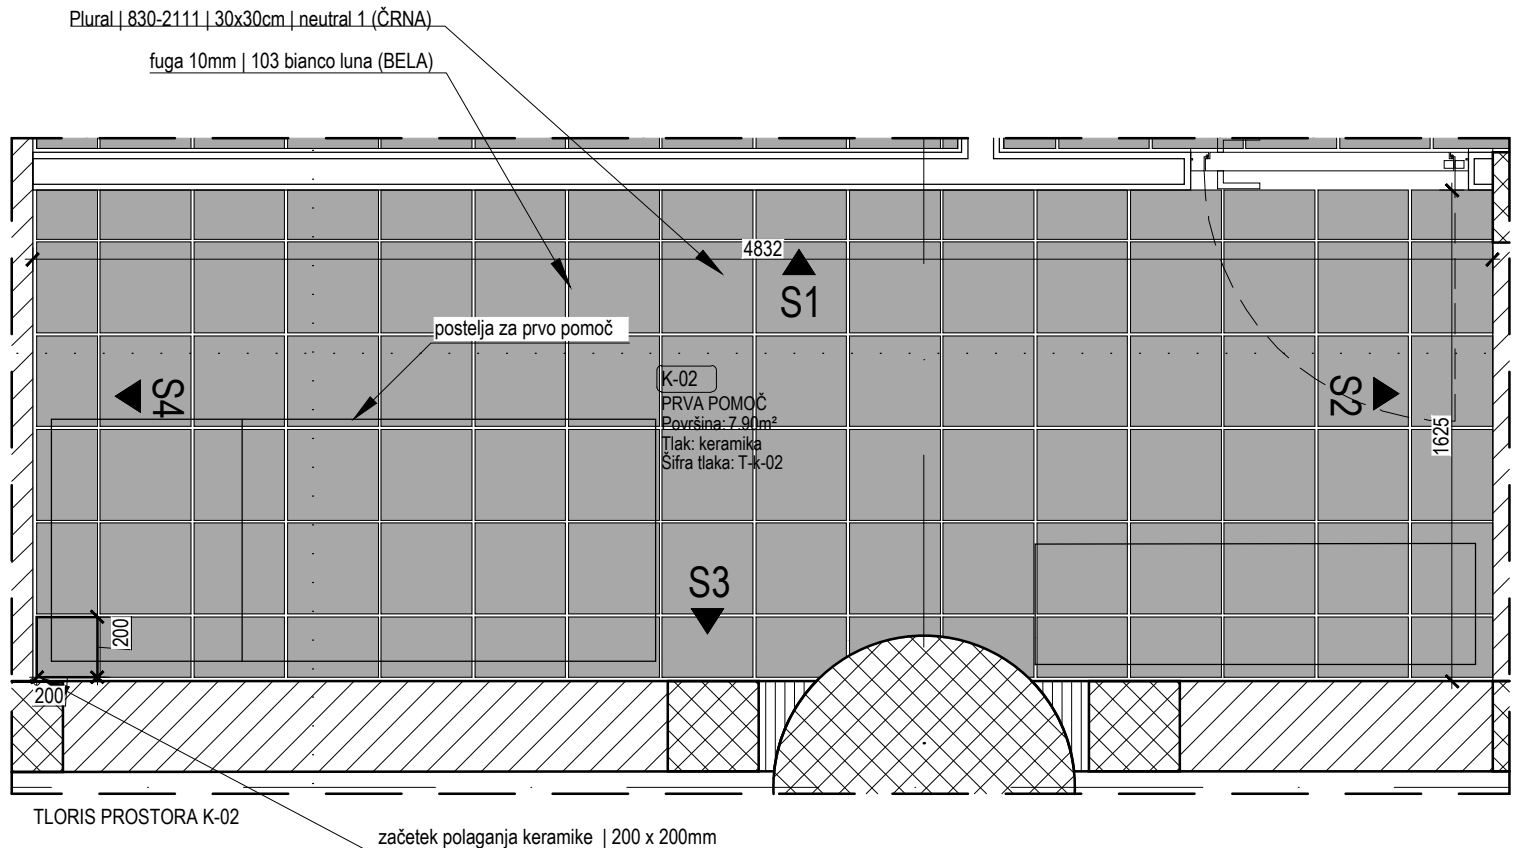 Plural | 830-2111 | 30x30cm | neutral 1 (ČRNA)
fuga 10mm | 103 bianco luna (BELA)
4832
S1
postelja za prvo pomoč
K-02
PRVA POMOČ
Površina: 7.90m²
Tlak: keramika
Šifra tlaka: T-k-02
S4
S2
1625
S3
200
200
TLORIS PROSTORA K-02
začetek polaganja keramike | 200 x 200mm